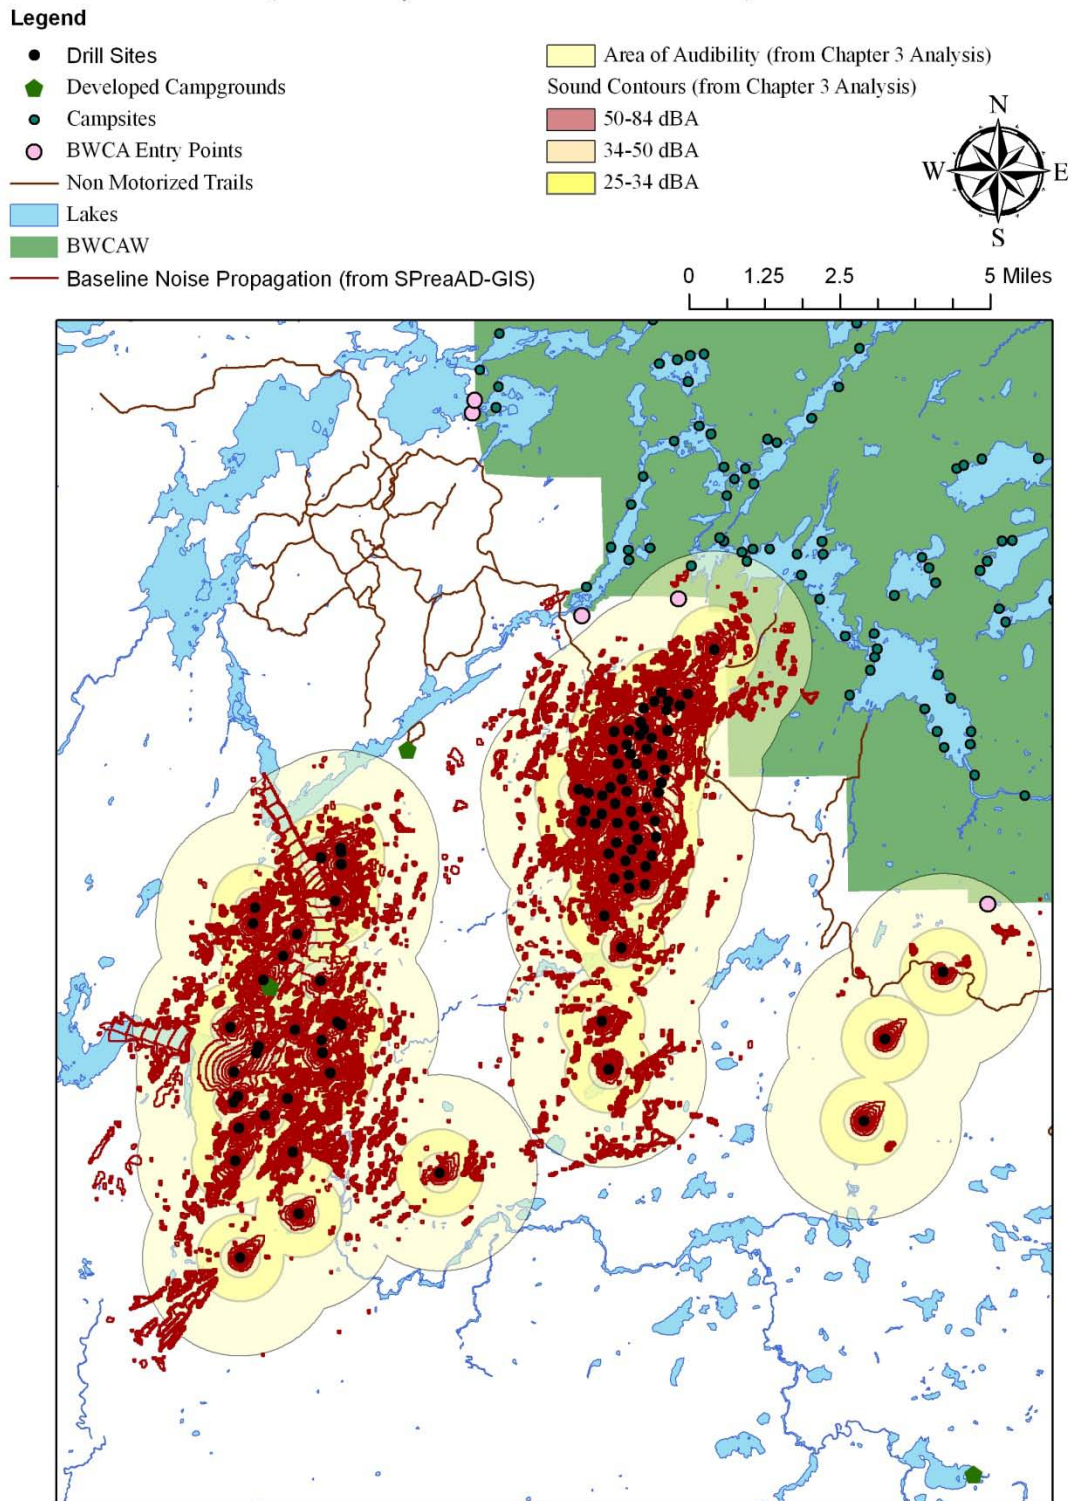 Legend
Drill Sites
Developed Campgrounds
Campsites
BWCA Entry Points
Non Motorized Trails
Lakes
BWCAW
Baseline Noise Propagation (from SPreaAD-GIS)
Area of Audibility (from Chapter 3 Analysis)
Sound Contours (from Chapter 3 Analysis)
50-84 dBA
34-50 dBA
25-34 dBA
N
W E
S
0 1.25 2.5 5 Miles